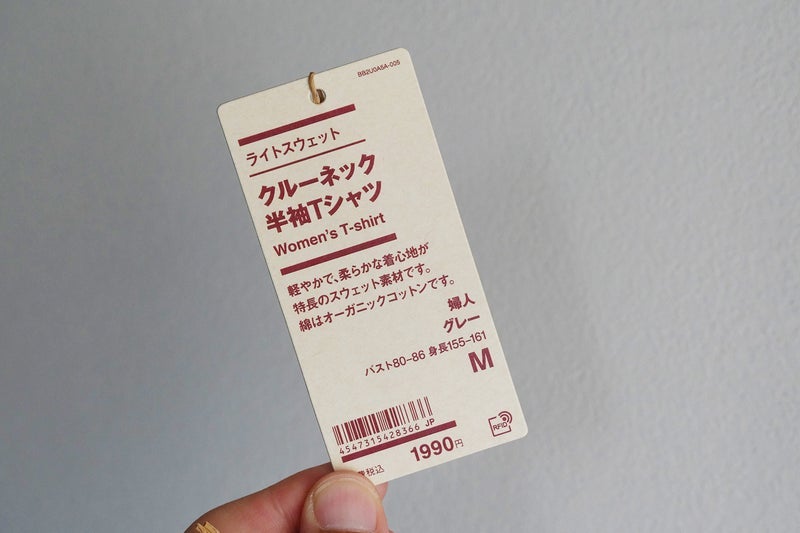 BB2U0A5A-005
ライトスウェット
クルーネック
半袖Tシャツ
Women's T-shirt
軽やかで、柔らかな着心地が
特長のスウェット素材です。
綿はオーガニックコットンです。
婦人
グレー
バスト80-86 身長155-161
M
4547315428366 JP
1990円
税込
RFID